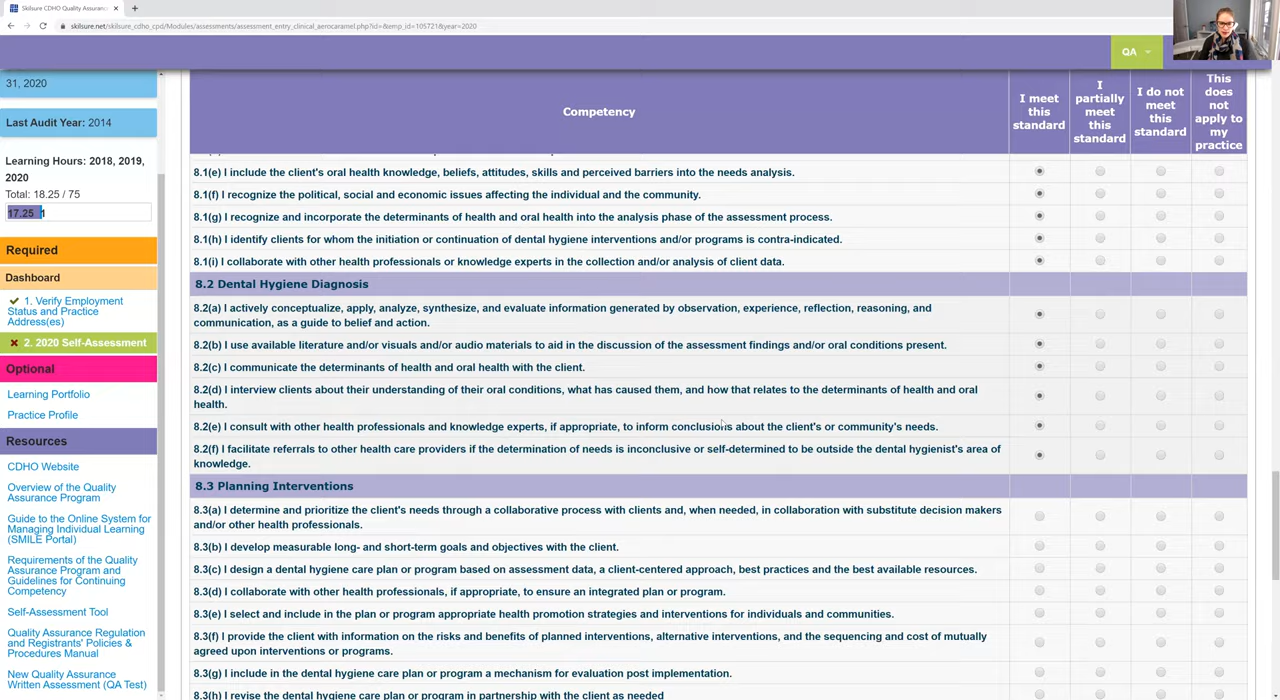 Skilsure CDHO Quality Assuranc
skilsure.net/skilsure_cdho_cpd/Modules/assessments/assessment_entry_clinical_aerocaramel.php?id=&emp_id=105721&year=2020
QA
31, 2020
Last Audit Year: 2014
Learning Hours: 2018, 2019,
2020
Total: 18.25 / 75
17.25 1
Required
Dashboard
1. Verify Employment
Status and Practice
Address(es)
2. 2020 Self-Assessment
Optional
Learning Portfolio
Practice Profile
Resources
CDHO Website
Overview of the Quality
Assurance Program
Guide to the Online System for
Managing Individual Learning
(SMILE Portal)
Requirements of the Quality
Assurance Program and
Guidelines for Continuing
Competency
Self-Assessment Tool
Quality Assurance Regulation
and Registrants' Policies &
Procedures Manual
New Quality Assurance
Written Assessment (QA Test)
Competency
I meet
this
standard
I
partially
meet
this
standard
I do not
meet
this
standard
This
does
not
apply to
my
practice
8.1(e) I include the client's oral health knowledge, beliefs, attitudes, skills and perceived barriers into the needs analysis.
8.1(f) I recognize the political, social and economic issues affecting the individual and the community.
8.1(g) I recognize and incorporate the determinants of health and oral health into the analysis phase of the assessment process.
8.1(h) I identify clients for whom the initiation or continuation of dental hygiene interventions and/or programs is contra-indicated.
8.1(i) I collaborate with other health professionals or knowledge experts in the collection and/or analysis of client data.
8.2 Dental Hygiene Diagnosis
8.2(a) I actively conceptualize, apply, analyze, synthesize, and evaluate information generated by observation, experience, reflection, reasoning, and
communication, as a guide to belief and action.
8.2(b) I use available literature and/or visuals and/or audio materials to aid in the discussion of the assessment findings and/or oral conditions present.
8.2(c) I communicate the determinants of health and oral health with the client.
8.2(d) I interview clients about their understanding of their oral conditions, what has caused them, and how that relates to the determinants of health and oral
health.
8.2(e) I consult with other health professionals and knowledge experts, if appropriate, to inform conclusions about the client's or community's needs.
8.2(f) I facilitate referrals to other health care providers if the determination of needs is inconclusive or self-determined to be outside the dental hygienist's area of
knowledge.
8.3 Planning Interventions
8.3(a) I determine and prioritize the client's needs through a collaborative process with clients and, when needed, in collaboration with substitute decision makers
and/or other health professionals.
8.3(b) I develop measurable long- and short-term goals and objectives with the client.
8.3(c) I design a dental hygiene care plan or program based on assessment data, a client-centered approach, best practices and the best available resources.
8.3(d) I collaborate with other health professionals, if appropriate, to ensure an integrated plan or program.
8.3(e) I select and include in the plan or program appropriate health promotion strategies and interventions for individuals and communities.
8.3(f) I provide the client with information on the risks and benefits of planned interventions, alternative interventions, and the sequencing and cost of mutually
agreed upon interventions or programs.
8.3(g) I include in the dental hygiene care plan or program a mechanism for evaluation post implementation.
8.3(h) I revise the dental hygiene care plan or program in partnership with the client as needed